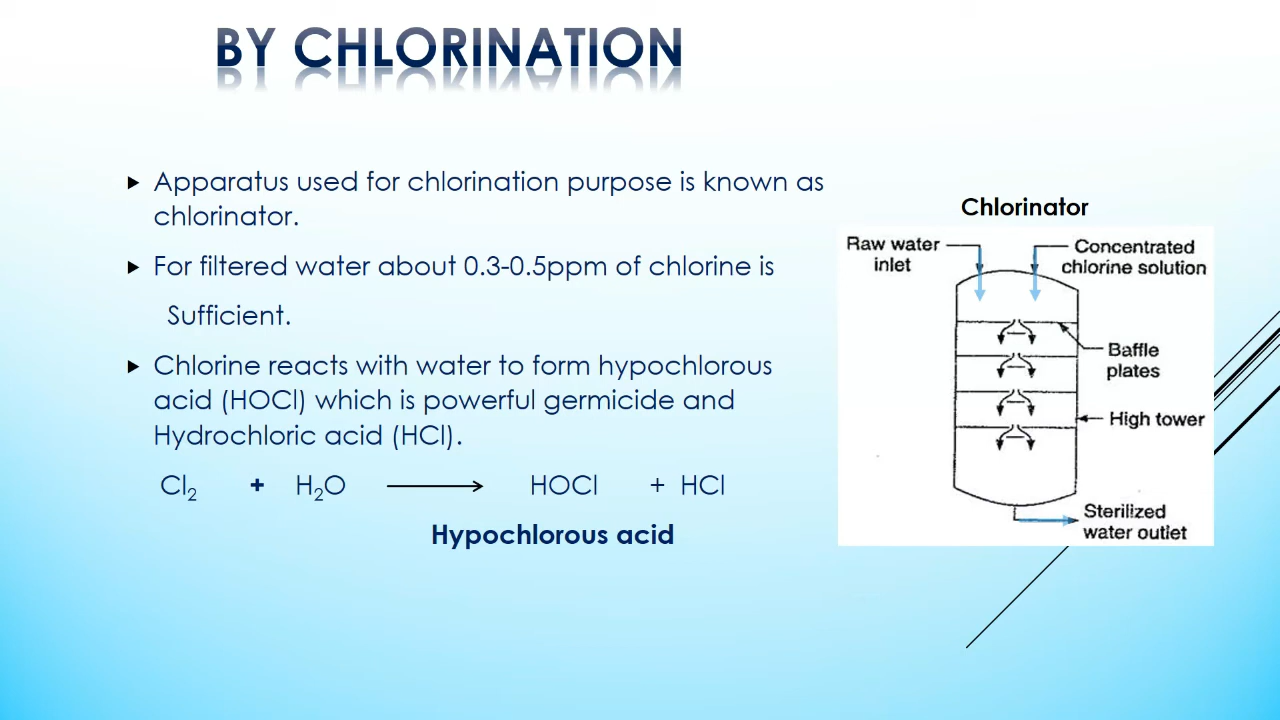 BY CHLORINATION
Apparatus used for chlorination purpose is known as
chlorinator.
For filtered water about 0.3-0.5ppm of chlorine is
Sufficient.
Chlorine reacts with water to form hypochlorous
acid (HOCl) which is powerful germicide and
Hydrochloric acid (HCl).
Cl₂ + H₂O ⟶ HOCl + HCl
Hypochlorous acid
Chlorinator
Raw water
inlet
Concentrated
chlorine solution
Baffle
plates
High tower
Sterilized
water outlet